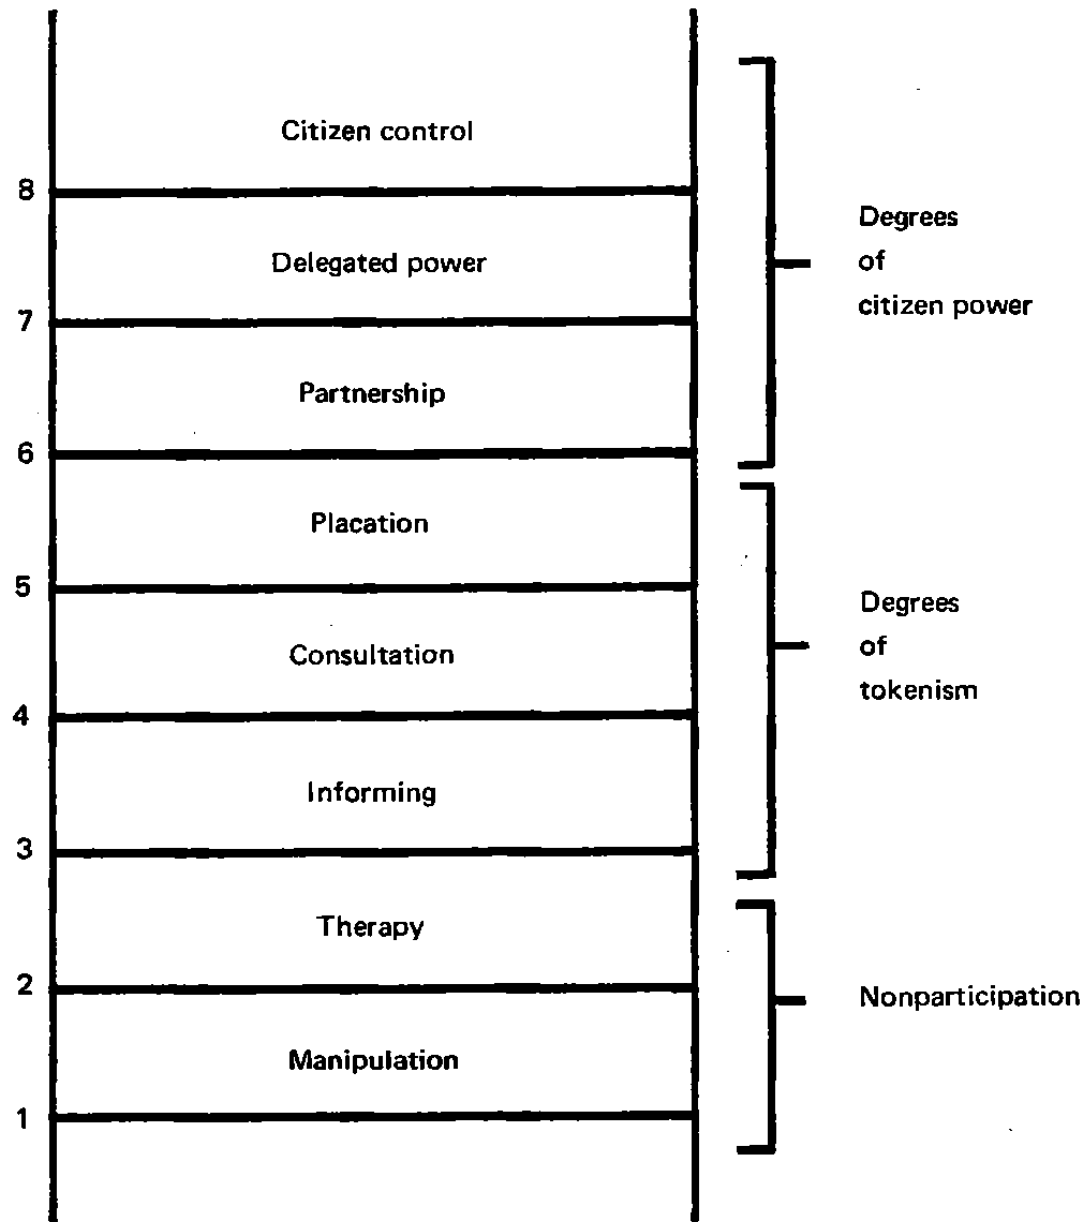 Citizen control
8
Delegated power
7
Partnership
6
Placation
5
Consultation
4
Informing
3
Therapy
2
Manipulation
1
Degrees
of
citizen power
Degrees
of
tokenism
Nonparticipation